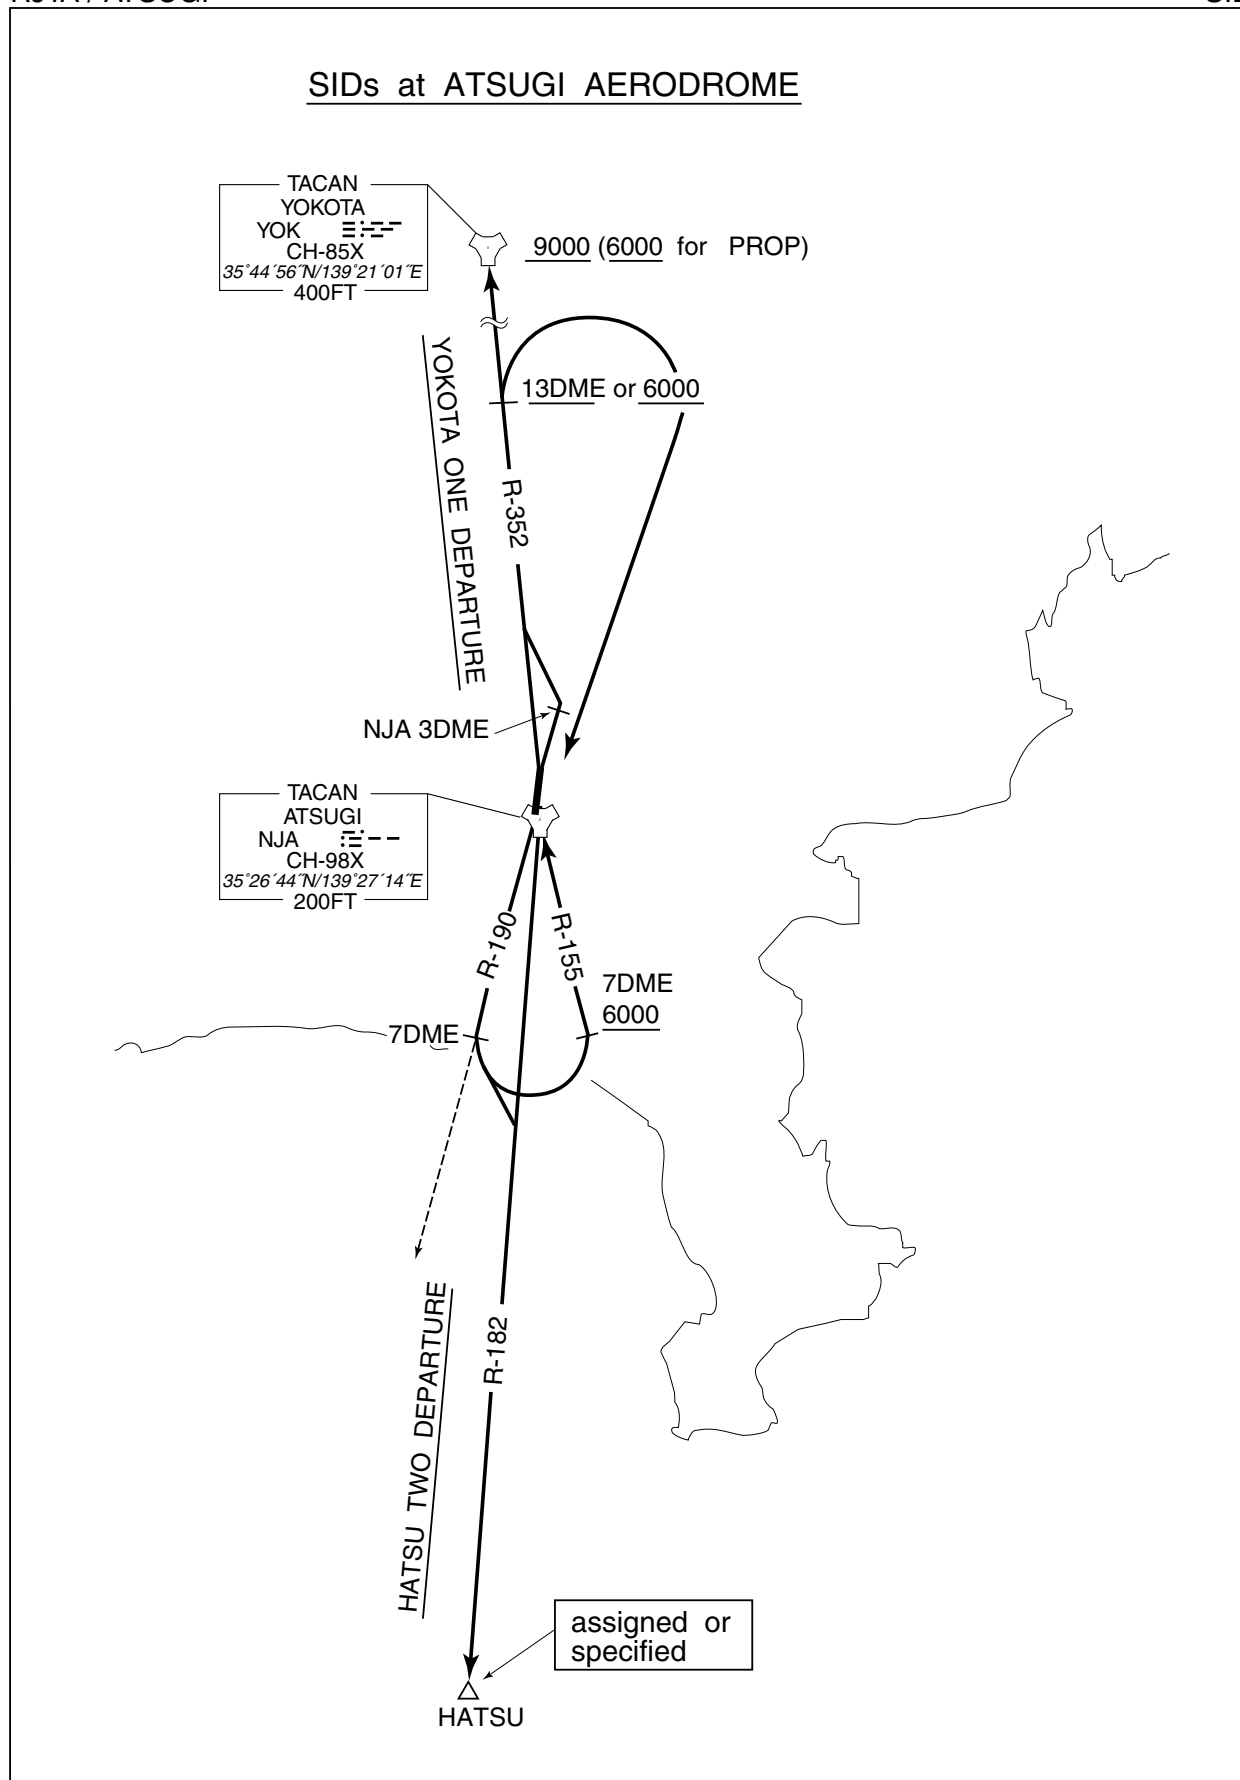 SIDs at ATSUGI AERODROME
TACAN
YOKOTA
YOK
CH-85X
35°44´56˝N/139°21´01˝E
400FT
9000 (6000 for PROP)
YOKOTA ONE DEPARTURE
13DME or 6000
R-352
NJA 3DME
TACAN
ATSUGI
NJA
CH-98X
35°26´44˝N/139°27´14˝E
200FT
R-190
R-155
7DME
6000
7DME
HATSU TWO DEPARTURE
R-182
assigned or
specified
HATSU